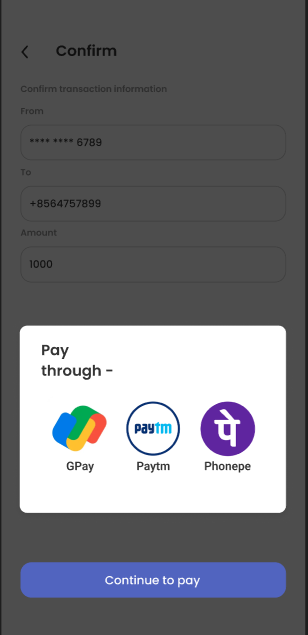 Confirm
Confirm transaction information
From
**** **** 6789
To
+8564757899
Amount
1000
Pay
through -
Paytm
पे
GPay Paytm Phonepe
Continue to pay